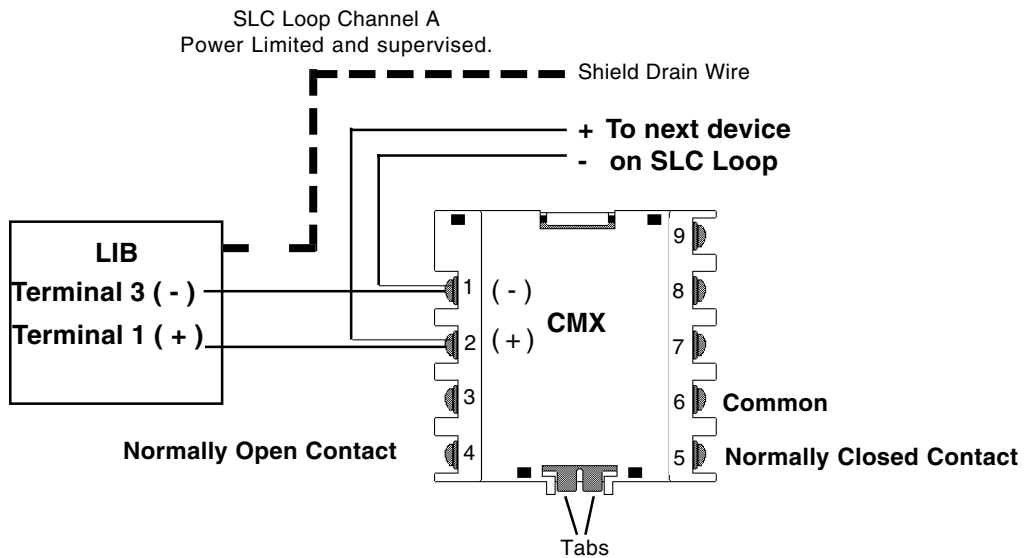 SLC Loop Channel A
Power Limited and supervised.
Shield Drain Wire
+ To next device
- on SLC Loop
LIB
Terminal 3 ( - )
Terminal 1 ( + )
1 ( - )
2 ( + )
3
4
CMX
9
8
7
6 Common
5 Normally Closed Contact
Normally Open Contact
Tabs